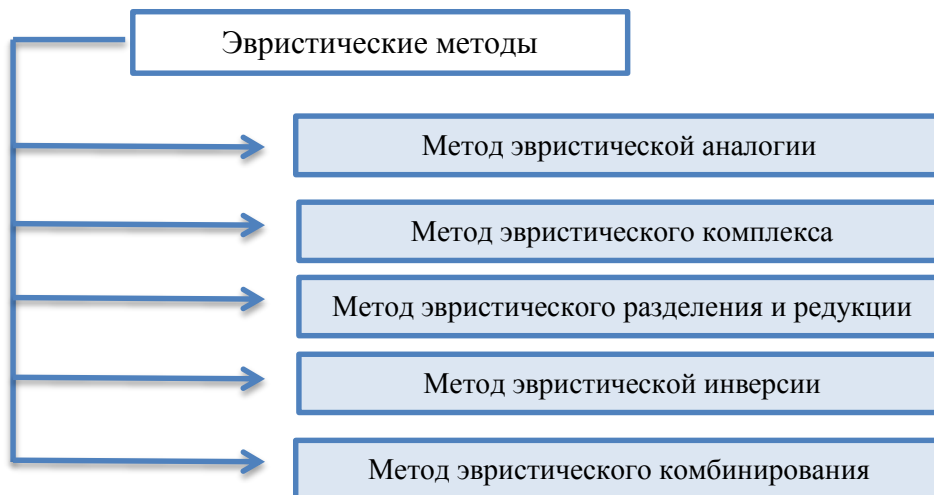 Эвристические методы
Метод эвристической аналогии
Метод эвристического комплекса
Метод эвристического разделения и редукции
Метод эвристической инверсии
Метод эвристического комбинирования